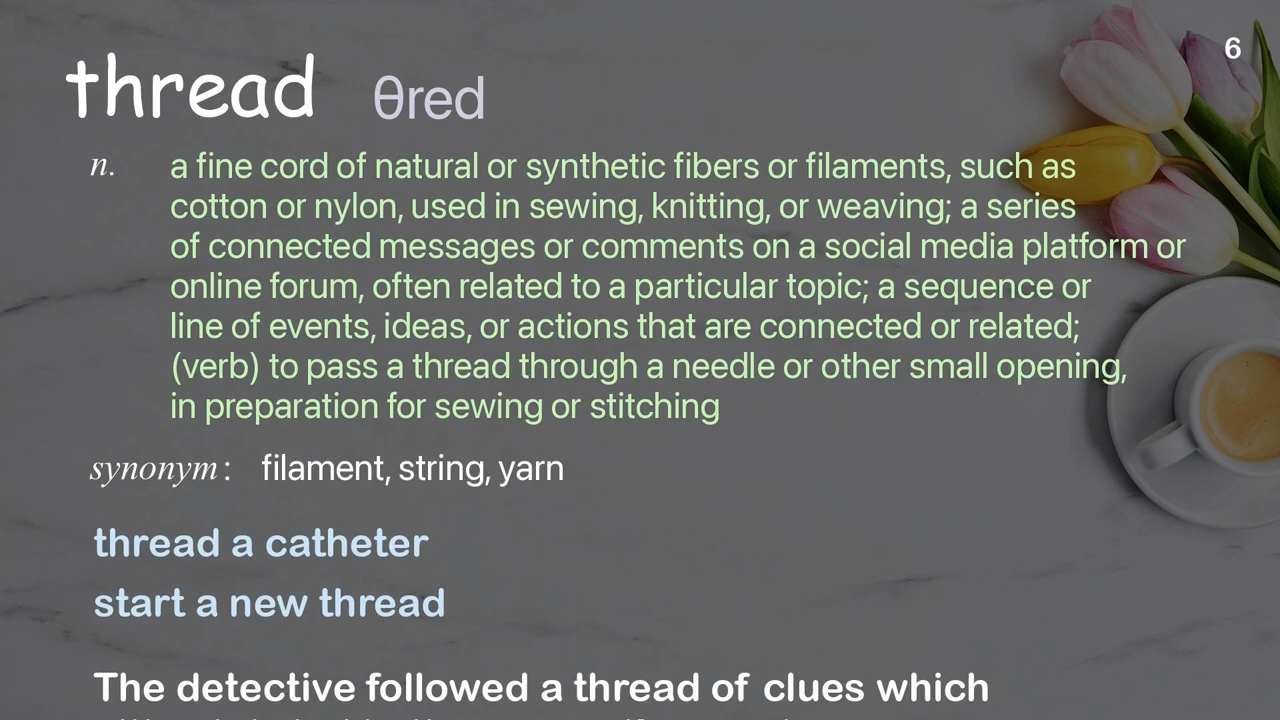 6
thread θred
n. a fine cord of natural or synthetic fibers or filaments, such as
cotton or nylon, used in sewing, knitting, or weaving; a series
of connected messages or comments on a social media platform or
online forum, often related to a particular topic; a sequence or
line of events, ideas, or actions that are connected or related;
(verb) to pass a thread through a needle or other small opening,
in preparation for sewing or stitching
synonym: filament, string, yarn
thread a catheter
start a new thread
The detective followed a thread of clues which